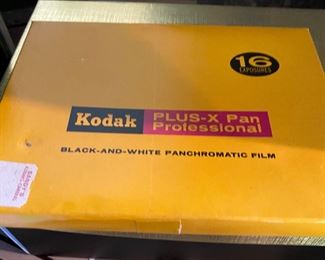 16
EXPOSURES
Kodak
PLUS-X Pan
Professional
BLACK-AND-WHITE PANCHROMATIC FILM